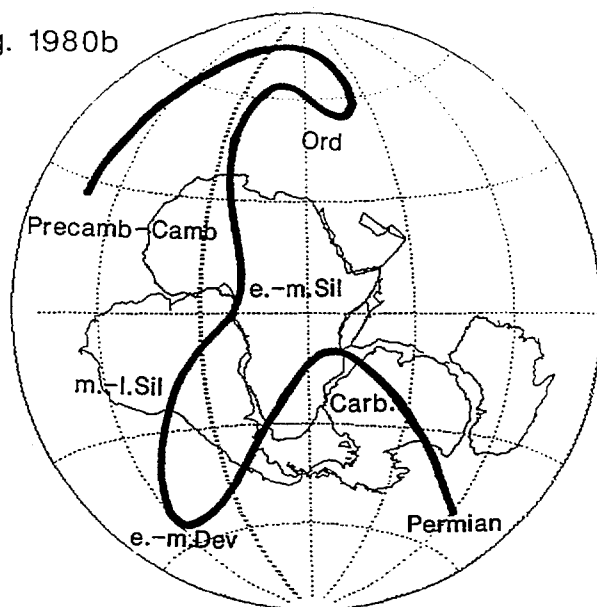 g. 1980b
Ord
Precamb-Camb
e.-m.Sil
m.-l.Sil
Carb.
Permian
e.-m.Dev